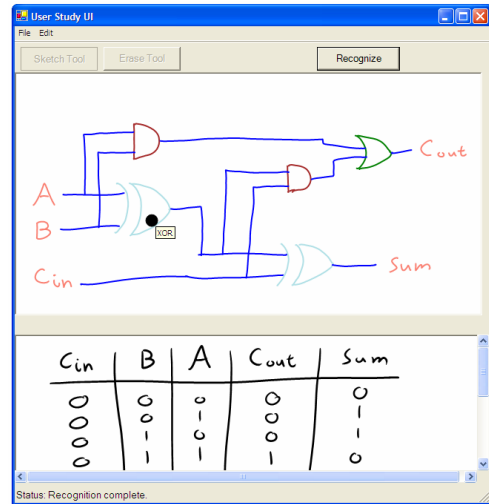 User Study UI
File Edit
Sketch Tool Erase Tool Recognize
Cout
A
XOR
B
Sum
Cin
Cin B A Cout Sum
0 0 0 0 0
0 0 1 0 1
0 1 0 0 1
0 1 1 1 0
Status: Recognition complete.